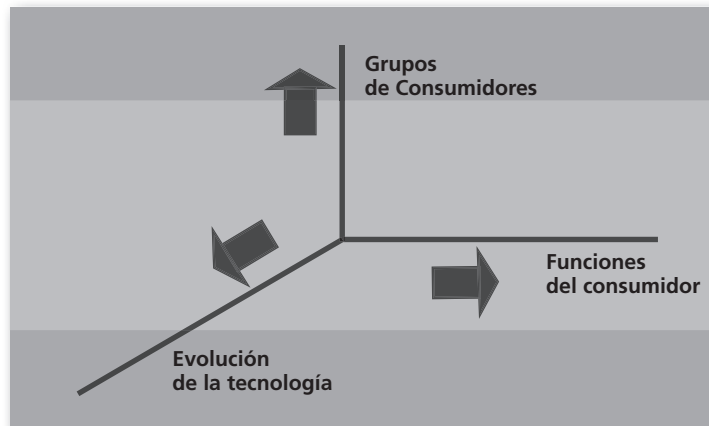 Grupos
de Consumidores
Funciones
del consumidor
Evolución
de la tecnología